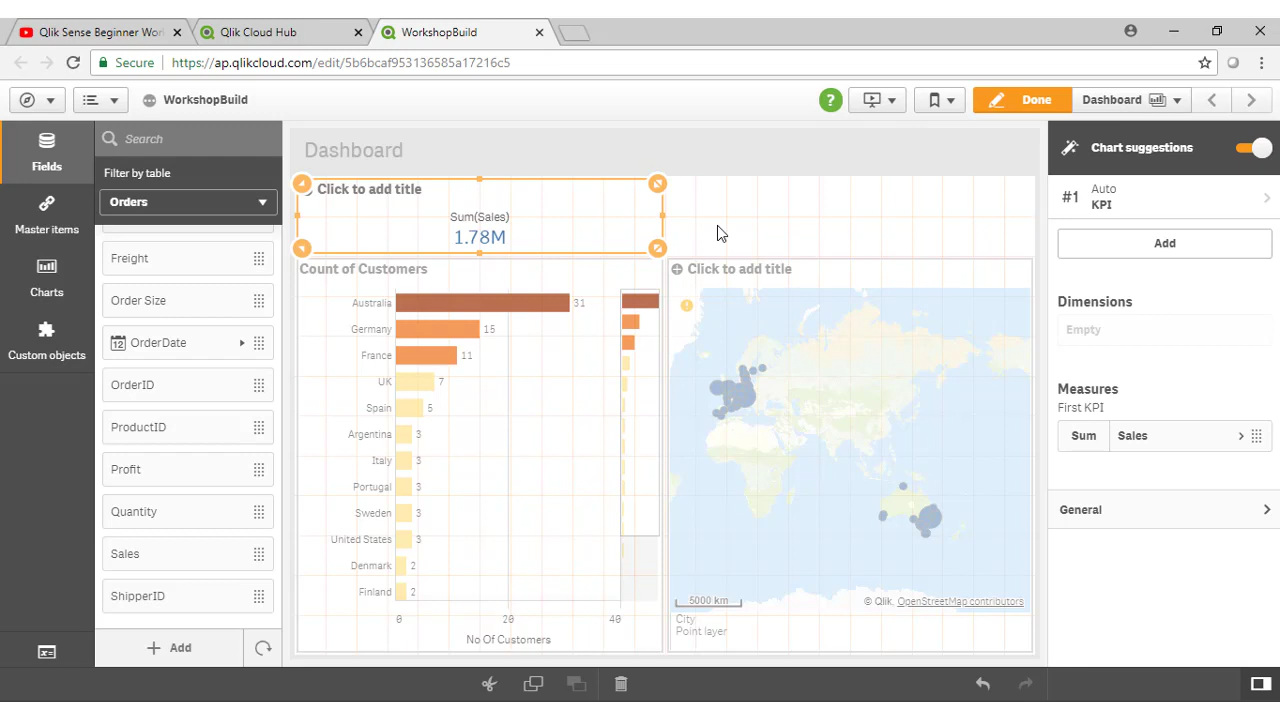 Qlik Sense Beginner Wor
Qlik Cloud Hub
WorkshopBuild
Secure
https://ap.qlikcloud.com/edit/5b6bcaf953136585a17216c5
WorkshopBuild
?
Done
Dashboard
Fields
Master items
Charts
Custom objects
Search
Filter by table
Orders
Freight
Order Size
12 OrderDate
OrderID
ProductID
Profit
Quantity
Sales
ShipperID
Add
Dashboard
Click to add title
Sum(Sales)
1.78M
Count of Customers
Australia 31
Germany 15
France 11
UK 7
Spain 5
Argentina 3
Italy 3
Portugal 3
Sweden 3
United States 3
Denmark 2
Finland 2
0 20 40
No Of Customers
Click to add title
5000 km
© Qlik, OpenStreetMap contributors
City
Point layer
Chart suggestions
#1 Auto
KPI
Add
Dimensions
Empty
Measures
First KPI
Sum Sales
General